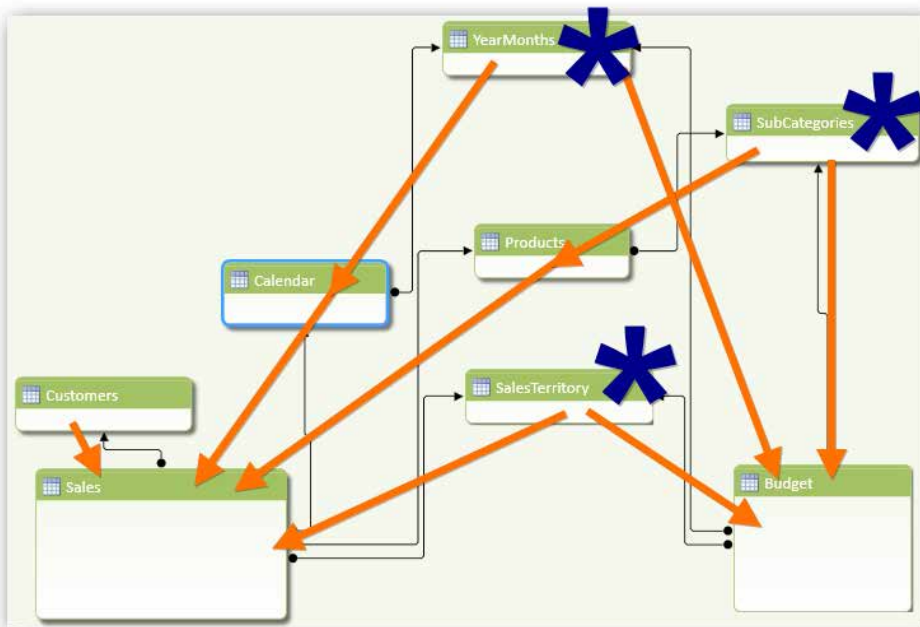 YearMonths
SubCategories
Products
Calendar
SalesTerritory
Customers
Sales
Budget